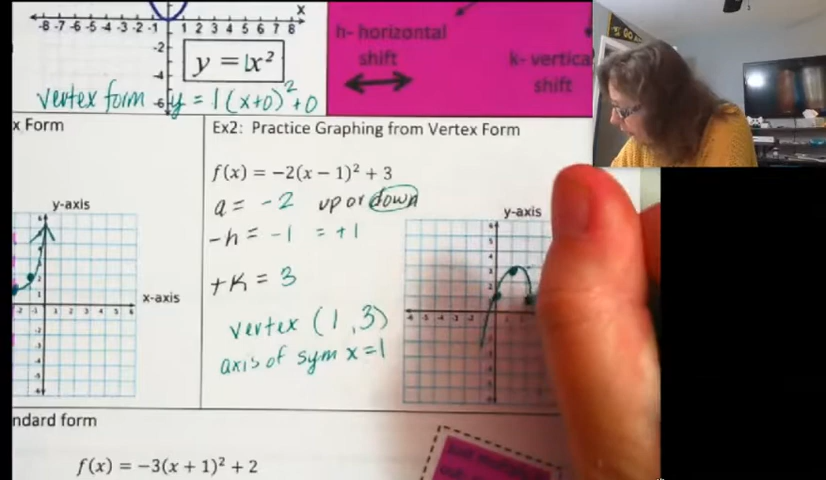 x
-8 -7 -6 -5 -4 -3 -2 -1 1 2 3 4 5 6 7 8
-2
-4
-6
y = 1x²
vertex form y = 1(x+0)² + 0
h- horizontal
shift
k- vertica
shift
x Form
y-axis
x-axis
Ex2: Practice Graphing from Vertex Form
f(x) = −2(x − 1)² + 3
a = -2 up or down
-h = -1 = +1
+K = 3
vertex (1, 3)
axis of sym x=1
y-axis
ndard form
f(x) = −3(x + 1)² + 2